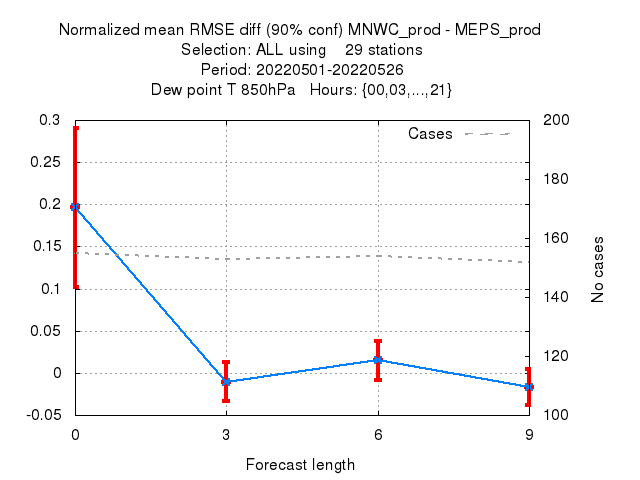 Normalized mean RMSE diff (90% conf) MNWC_prod - MEPS_prod
Selection: ALL using    29 stations
Period: 20220501-20220526
Dew point T 850hPa   Hours: {00,03,...,21}
Cases
0.3
0.25
0.2
0.15
0.1
0.05
0
-0.05
200
180
160
140
120
100
No cases
0 3 6 9
Forecast length